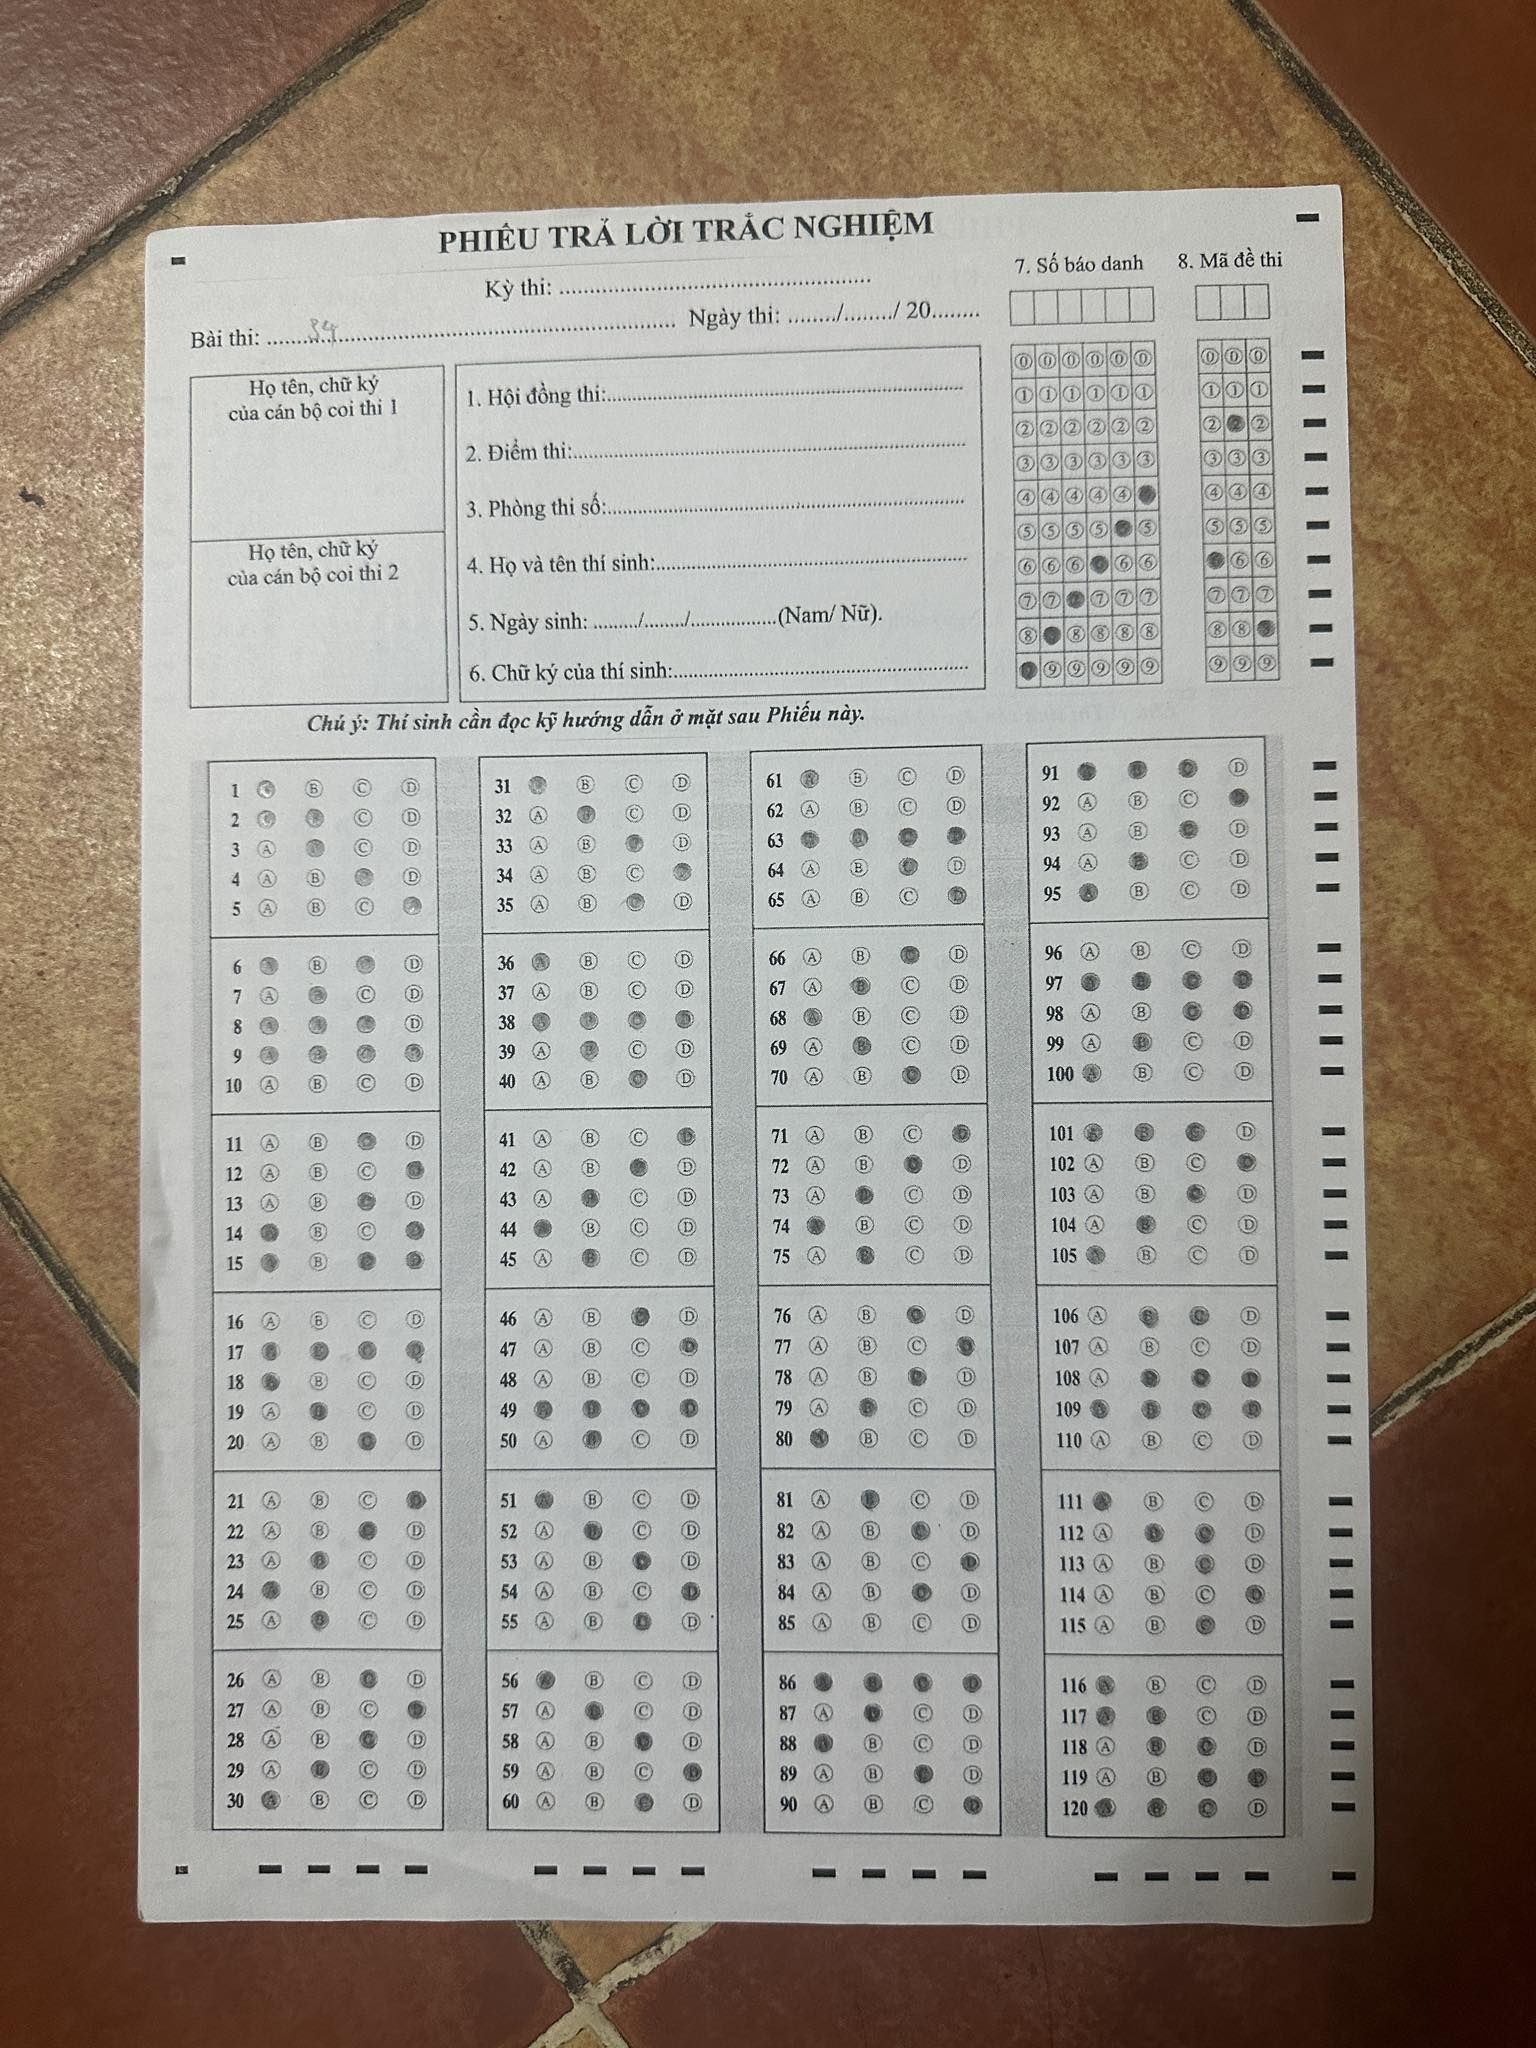 PHIẾU TRẢ LỜI TRẮC NGHIỆM
Kỳ thi: ....................................................
Bài thi: .........34.................................................. Ngày thi: ......../......../ 20........
7. Số báo danh
8. Mã đề thi
Họ tên, chữ ký
của cán bộ coi thi 1
Họ tên, chữ ký
của cán bộ coi thi 2
1. Hội đồng thi:............................................................
2. Điểm thi:............................................................
3. Phòng thi số:............................................................
4. Họ và tên thí sinh:............................................................
5. Ngày sinh: ......../......../................(Nam/ Nữ).
6. Chữ ký của thí sinh:............................................................
0 0 0 0 0 0 0 0 0
1 1 1 1 1 1 1 1 1
2 2 2 2 2 2 2 2
3 3 3 3 3 3 3 3 3
4 4 4 4 4 4 4 4
5 5 5 5 5 5 5 5
6 6 6 6 6 6 6
7 7 7 7 7 7 7 7
8 8 8 8 8 8 8
9 9 9 9 9 9 9 9
Chú ý: Thí sinh cần đọc kỹ hướng dẫn ở mặt sau Phiếu này.
1 B C D
2 C D
3 A C D
4 A B D
5 A B C
6 A B D
7 A B C D
8 A D
9 A B
10 A B C D
11 A B D
12 A B C
13 A B D
14 B C
15 B
16 A B C D
17
18 B C D
19 A C D
20 A B D
21 A B C
22 A B D
23 A B C D
24 B C D
25 A B C D
26 A B C D
27 A B C
28 A B D
29 A C D
30 A B C D
31 B C D
32 A C D
33 A B D
34 A B C
35 A B D
36 A B C D
37 A B C D
38
39 A C D
40 A B D
41 A B C
42 A B D
43 A C D
44 B C D
45 A B C D
46 A B D
47 A B C D
48 A B C D
49
50 A B C D
51 B C D
52 A C D
53 A B D
54 A B C
55 A B D
56 B C D
57 A C D
58 A B D
59 A B C
60 A B D
61 A B C D
62 A B C D
63
64 A B D
65 A B C D
66 A B D
67 A B C D
68 A B C D
69 A B C D
70 A B C D
71 A B C D
72 A B D
73 A C D
74 B C D
75 A C D
76 A B D
77 A B C
78 A B D
79 A B C D
80 B C D
81 A B C D
82 A B C D
83 A B C
84 A B D
85 A B C D
86
87 A C D
88 B C D
89 A B D
90 A B C
91 D
92 A B C
93 A B D
94 A B C D
95 A B C D
96 A B C D
97
98 A B
99 A B C D
100 A B C D
101 D
102 A B C
103 A B D
104 A B C D
105 A B C D
106 A D
107 A B C D
108 A
109
110 A B C D
111 B C D
112 A D
113 A B C D
114 A B C
115 A B C D
116 A B C D
117 C D
118 A D
119 A B
120 D